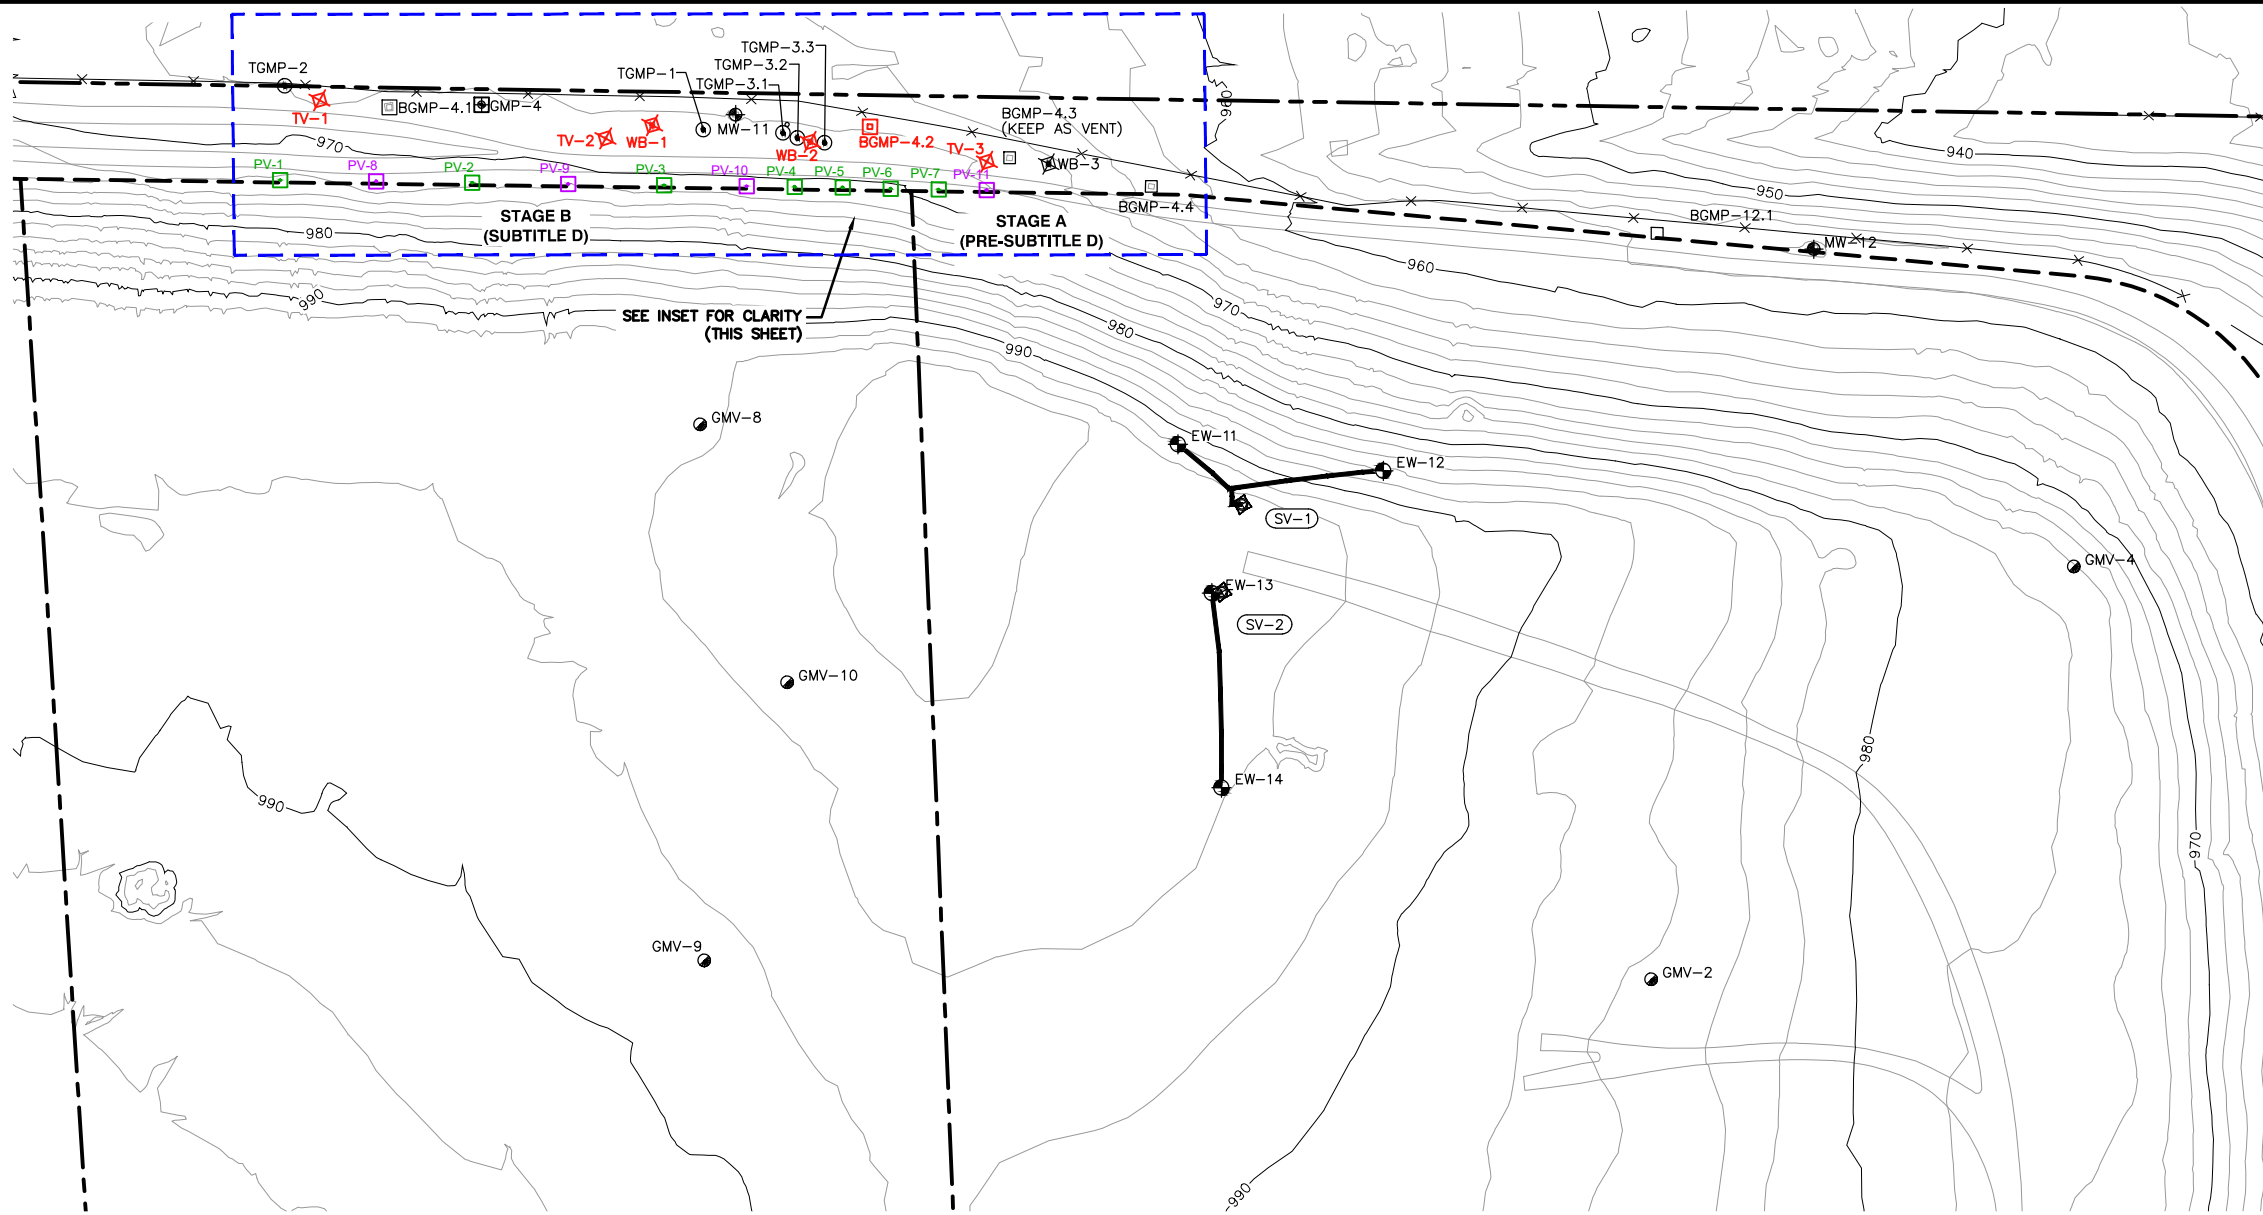 TGMP-3.3
TGMP-3.2
TGMP-2
TGMP-1
TGMP-3.1
BGMP-4.1
GMP-4
TV-1
MW-11
BGMP-4.3
(KEEP AS VENT)
960
TV-2
WB-1
WB-2
BGMP-4.2
TV-3
WB-3
970
940
PV-1
PV-8
PV-2
PV-9
PV-3
PV-10
PV-4
PV-5
PV-6
PV-7
PV-11
950
BGMP-4.4
BGMP-12.1
MW-12
STAGE B
(SUBTITLE D)
STAGE A
(PRE-SUBTITLE D)
980
960
990
970
SEE INSET FOR CLARITY
(THIS SHEET)
980
990
GMV-8
EW-11
EW-12
SV-1
GMV-4
EW-13
SV-2
GMV-10
980
EW-14
990
970
GMV-9
GMV-2
990